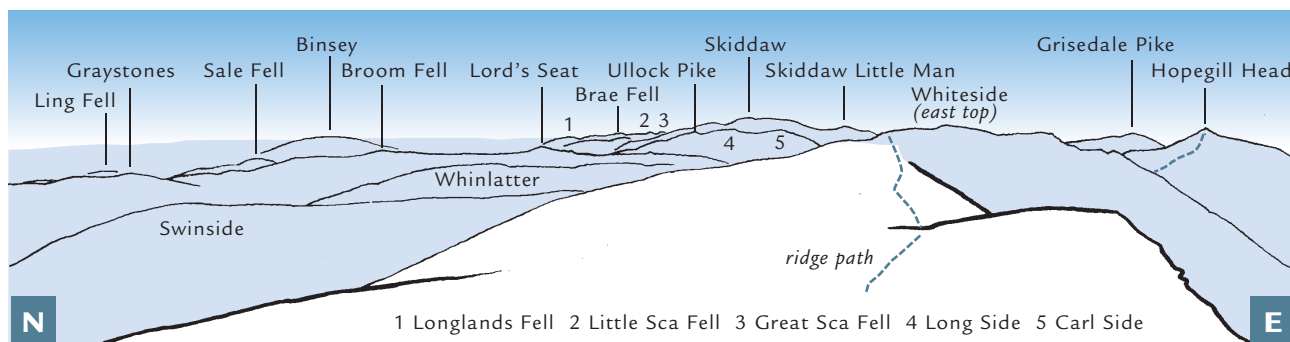 Binsey
Skiddaw
Grisedale Pike
Graystones
Sale Fell
Broom Fell
Lord's Seat
Ullock Pike
Skiddaw Little Man
Hopegill Head
Ling Fell
Brae Fell
Whiteside
(east top)
1
2
3
4
5
Whinlatter
Swinside
ridge path
N
1 Longlands Fell 2 Little Sca Fell 3 Great Sca Fell 4 Long Side 5 Carl Side
E